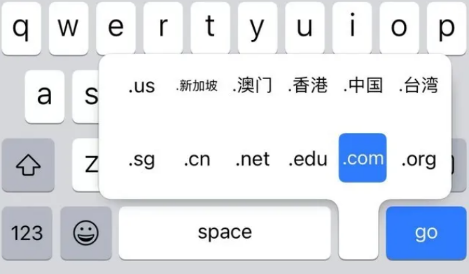 q w e r t y u i o p
.us .新加坡 .澳门 .香港 .中国 .台湾
a s
.sg .cn .net .edu .com .org
z
123 space go